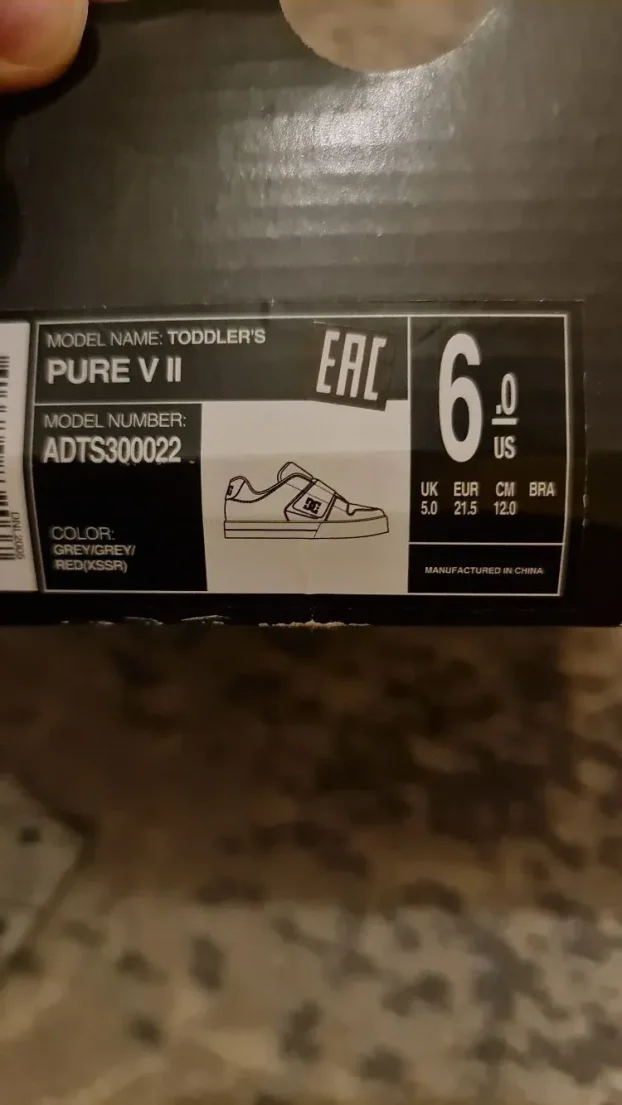 MODEL NAME: TODDLER'S
PURE V II
EAC
MODEL NUMBER:
ADTS300022
COLOR:
GREY/GREY/
RED(XSSR)
6.0
US
UK EUR CM BRA
5.0 21.5 12.0
MANUFACTURED IN CHINA